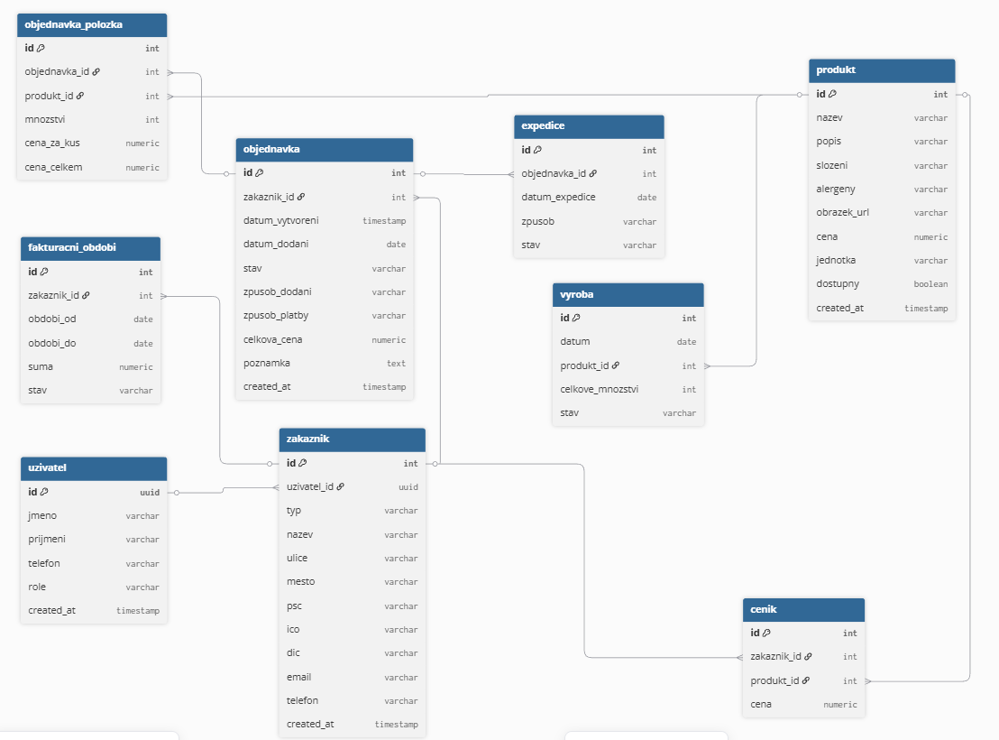 objednavka_polozka
id int
objednavka_id int
produkt_id int
mnozstvi int
cena_za_kus numeric
cena_celkem numeric
objednavka
id int
zakaznik_id int
datum_vytvoreni timestamp
datum_dodani date
stav varchar
zpusob_dodani varchar
zpusob_platby varchar
celkova_cena numeric
poznamka text
created_at timestamp
expedice
id int
objednavka_id int
datum_expedice date
zpusob varchar
stav varchar
produkt
id int
nazev varchar
popis varchar
slozeni varchar
alergeny varchar
obrazek_url varchar
cena numeric
jednotka varchar
dostupny boolean
created_at timestamp
fakturacni_obdobi
id int
zakaznik_id int
obdobi_od date
obdobi_do date
suma numeric
stav varchar
vyroba
id int
datum date
produkt_id int
celkove_mnozstvi int
stav varchar
uzivatel
id uuid
jmeno varchar
prijmeni varchar
telefon varchar
role varchar
created_at timestamp
zakaznik
id int
uzivatel_id uuid
typ varchar
nazev varchar
ulice varchar
mesto varchar
psc varchar
ico varchar
dic varchar
email varchar
telefon varchar
created_at timestamp
cenik
id int
zakaznik_id int
produkt_id int
cena numeric